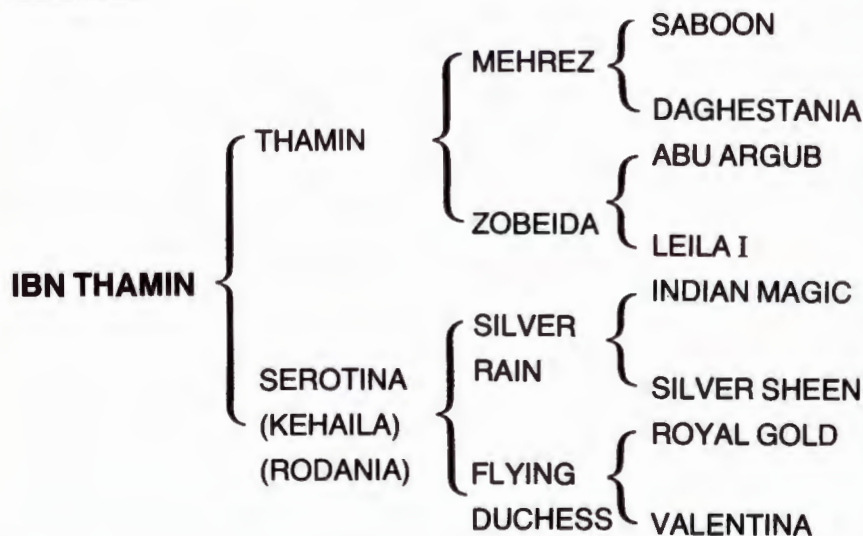 SABOON
MEHREZ
DAGHESTANIA
THAMIN
ABU ARGUB
ZOBEIDA
LEILA I
IBN THAMIN
INDIAN MAGIC
SILVER
RAIN
SEROTINA
SILVER SHEEN
(KEHAILA)
ROYAL GOLD
(RODANIA)
FLYING
DUCHESS
VALENTINA